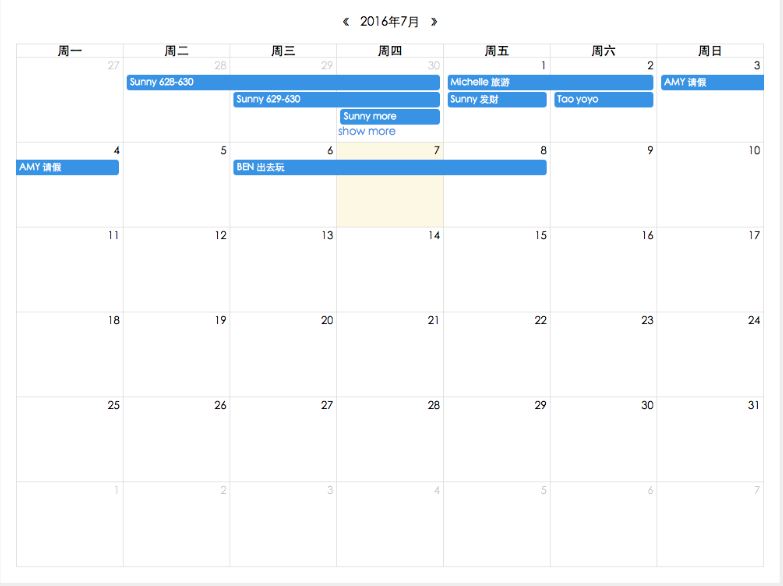 《 2016年7月 》
周一 周二 周三 周四 周五 周六 周日
27 28 29 30 1 2 3
Sunny 628-630 Michelle 旅游 AMY 请假
Sunny 629-630 Sunny 发财 Tao yoyo
Sunny more
show more
4 5 6 7 8 9 10
AMY 请假 BEN 出去玩
11 12 13 14 15 16 17
18 19 20 21 22 23 24
25 26 27 28 29 30 31
1 2 3 4 5 6 7